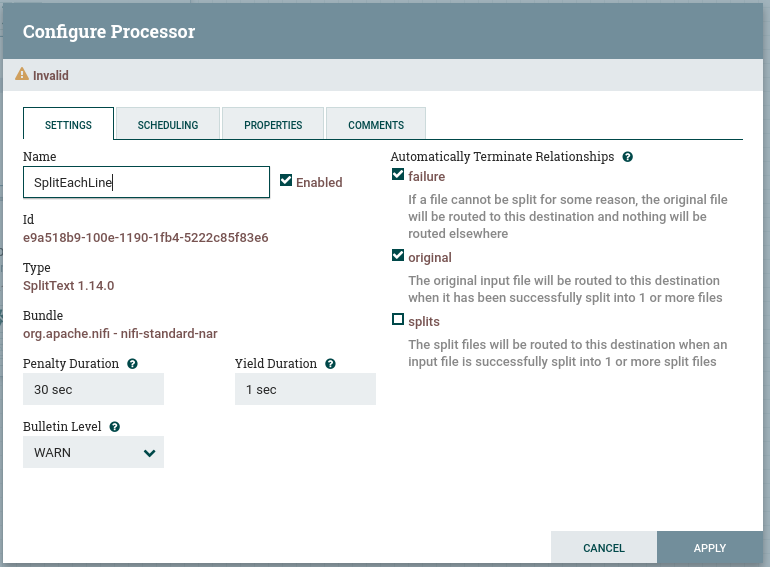 Configure Processor
Invalid
SETTINGS
SCHEDULING
PROPERTIES
COMMENTS
Name
SplitEachLine
Enabled
Id
e9a518b9-100e-1190-1fb4-5222c85f83e6
Type
SplitText 1.14.0
Bundle
org.apache.nifi - nifi-standard-nar
Penalty Duration
30 sec
Yield Duration
1 sec
Bulletin Level
WARN
Automatically Terminate Relationships
failure
If a file cannot be split for some reason, the original file
will be routed to this destination and nothing will be
routed elsewhere
original
The original input file will be routed to this destination
when it has been successfully split into 1 or more files
splits
The split files will be routed to this destination when an
input file is successfully split into 1 or more split files
CANCEL
APPLY